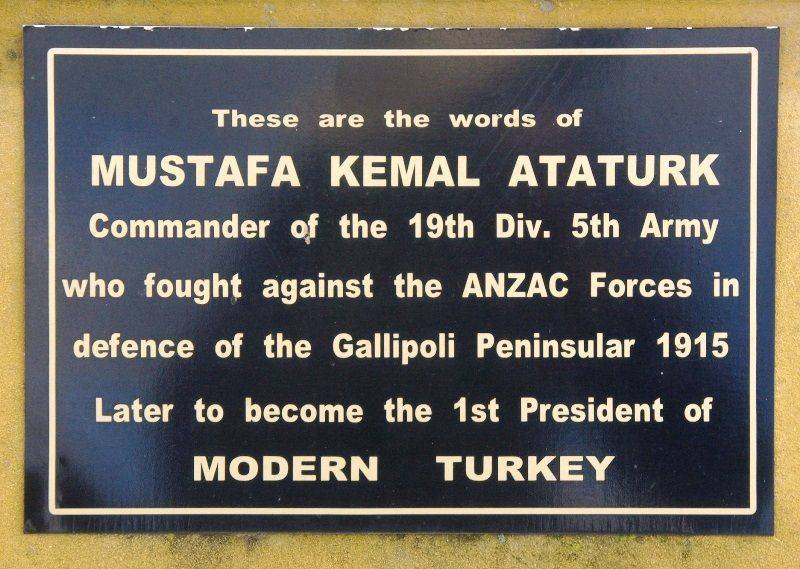 These are the words of
MUSTAFA KEMAL ATATURK
Commander of the 19th Div. 5th Army
who fought against the ANZAC Forces in
defence of the Gallipoli Peninsular 1915
Later to become the 1st President of
MODERN TURKEY